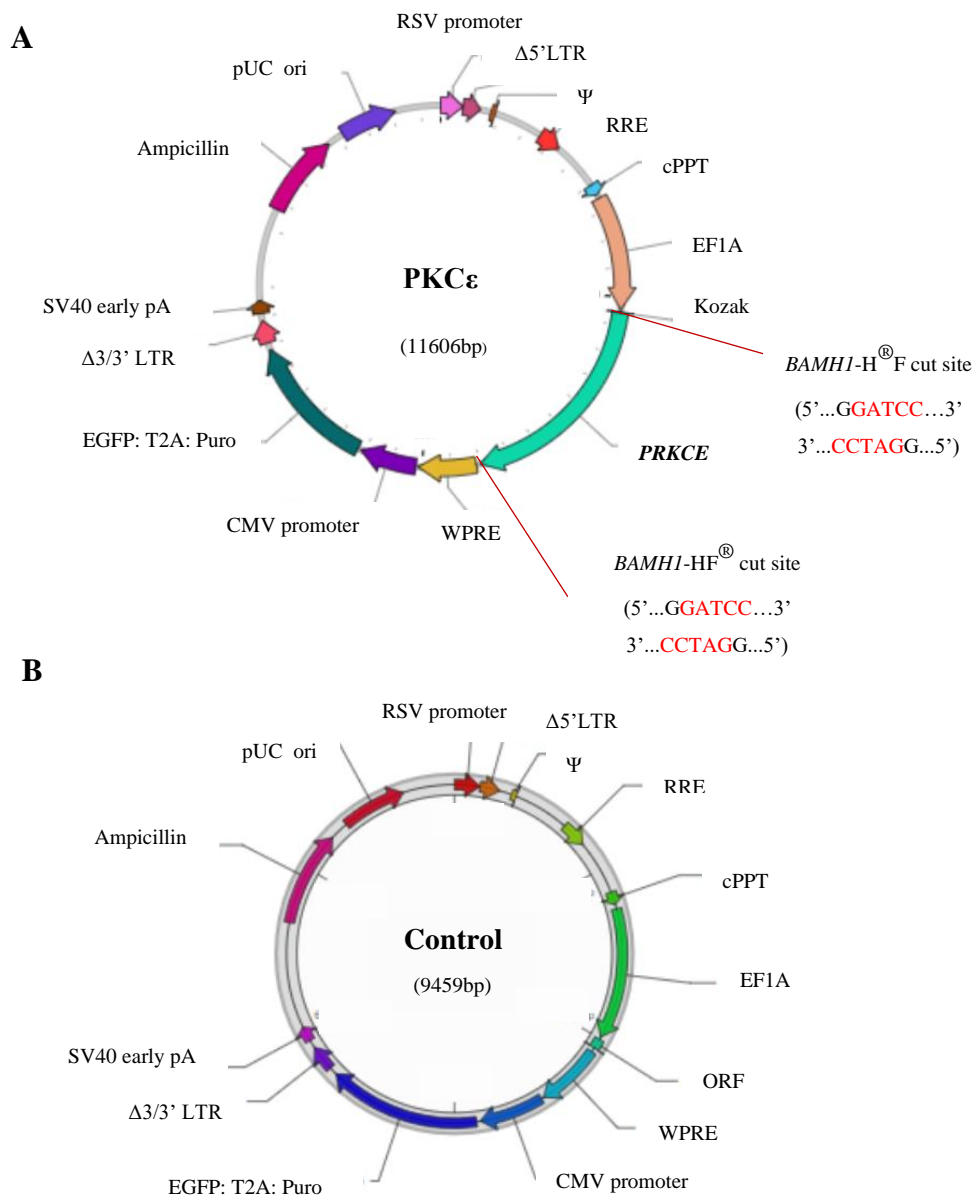 A
RSV promoter
Δ5’LTR
pUC ori
Ψ
RRE
Ampicillin
cPPT
EF1A
PKCε
SV40 early pA
Kozak
(11606bp)
Δ3/3’ LTR
BAMH1-H®F cut site
(5’...GGATCC…3’
EGFP: T2A: Puro
PRKCE
3’...CCTAGG...5’)
CMV promoter
WPRE
BAMH1-HF® cut site
(5’...GGATCC…3’
3’...CCTAGG...5’)
B
RSV promoter
Δ5’LTR
pUC ori
Ψ
RRE
Ampicillin
cPPT
Control
EF1A
(9459bp)
SV40 early pA
ORF
Δ3/3’ LTR
WPRE
CMV promoter
EGFP: T2A: Puro